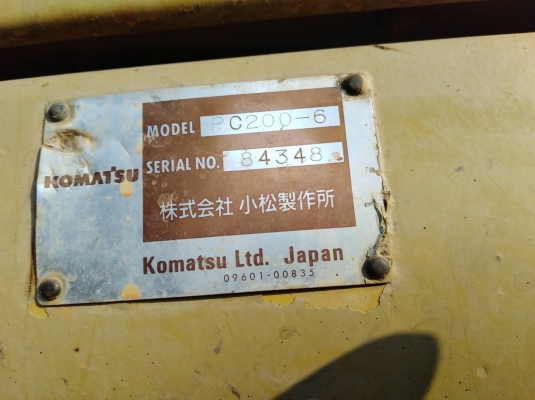 MODEL PC200-6
KOMATSU SERIAL NO. 84348
株式会社 小松製作所
Komatsu Ltd. Japan
09601-00835